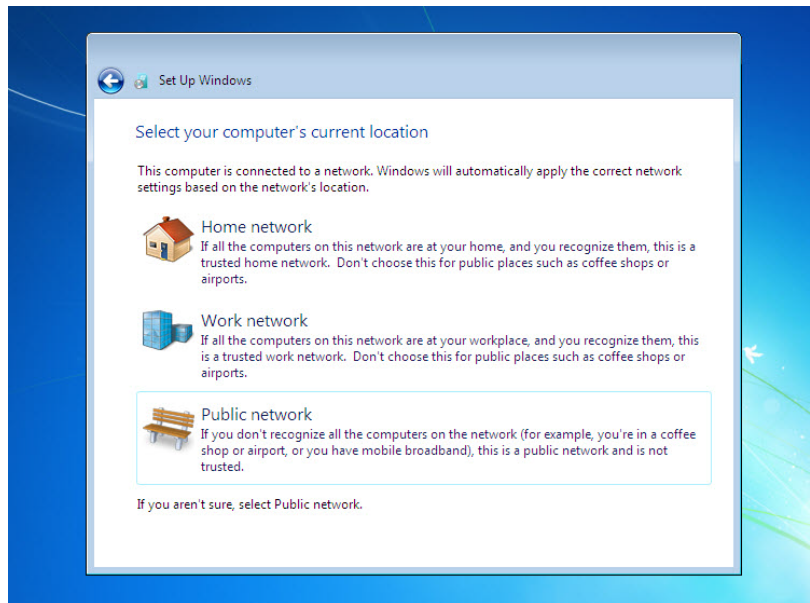 Set Up Windows
Select your computer's current location
This computer is connected to a network. Windows will automatically apply the correct network
settings based on the network's location.
Home network
If all the computers on this network are at your home, and you recognize them, this is a
trusted home network.  Don't choose this for public places such as coffee shops or
airports.
Work network
If all the computers on this network are at your workplace, and you recognize them, this
is a trusted work network.  Don't choose this for public places such as coffee shops or
airports.
Public network
If you don't recognize all the computers on the network (for example, you're in a coffee
shop or airport, or you have mobile broadband), this is a public network and is not
trusted.
If you aren't sure, select Public network.